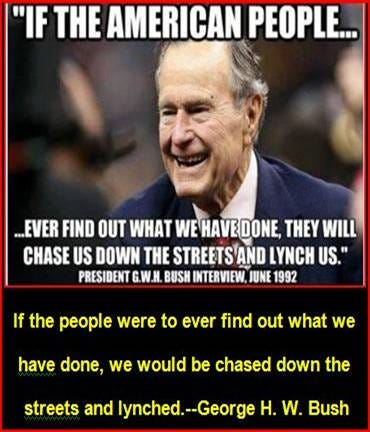 "IF THE AMERICAN PEOPLE...
...EVER FIND OUT WHAT WE HAVE DONE, THEY WILL
CHASE US DOWN THE STREETS AND LYNCH US."
PRESIDENT G.W.H. BUSH INTERVIEW, JUNE 1992
If the people were to ever find out what we
have done, we would be chased down the
streets and lynched.--George H. W. Bush